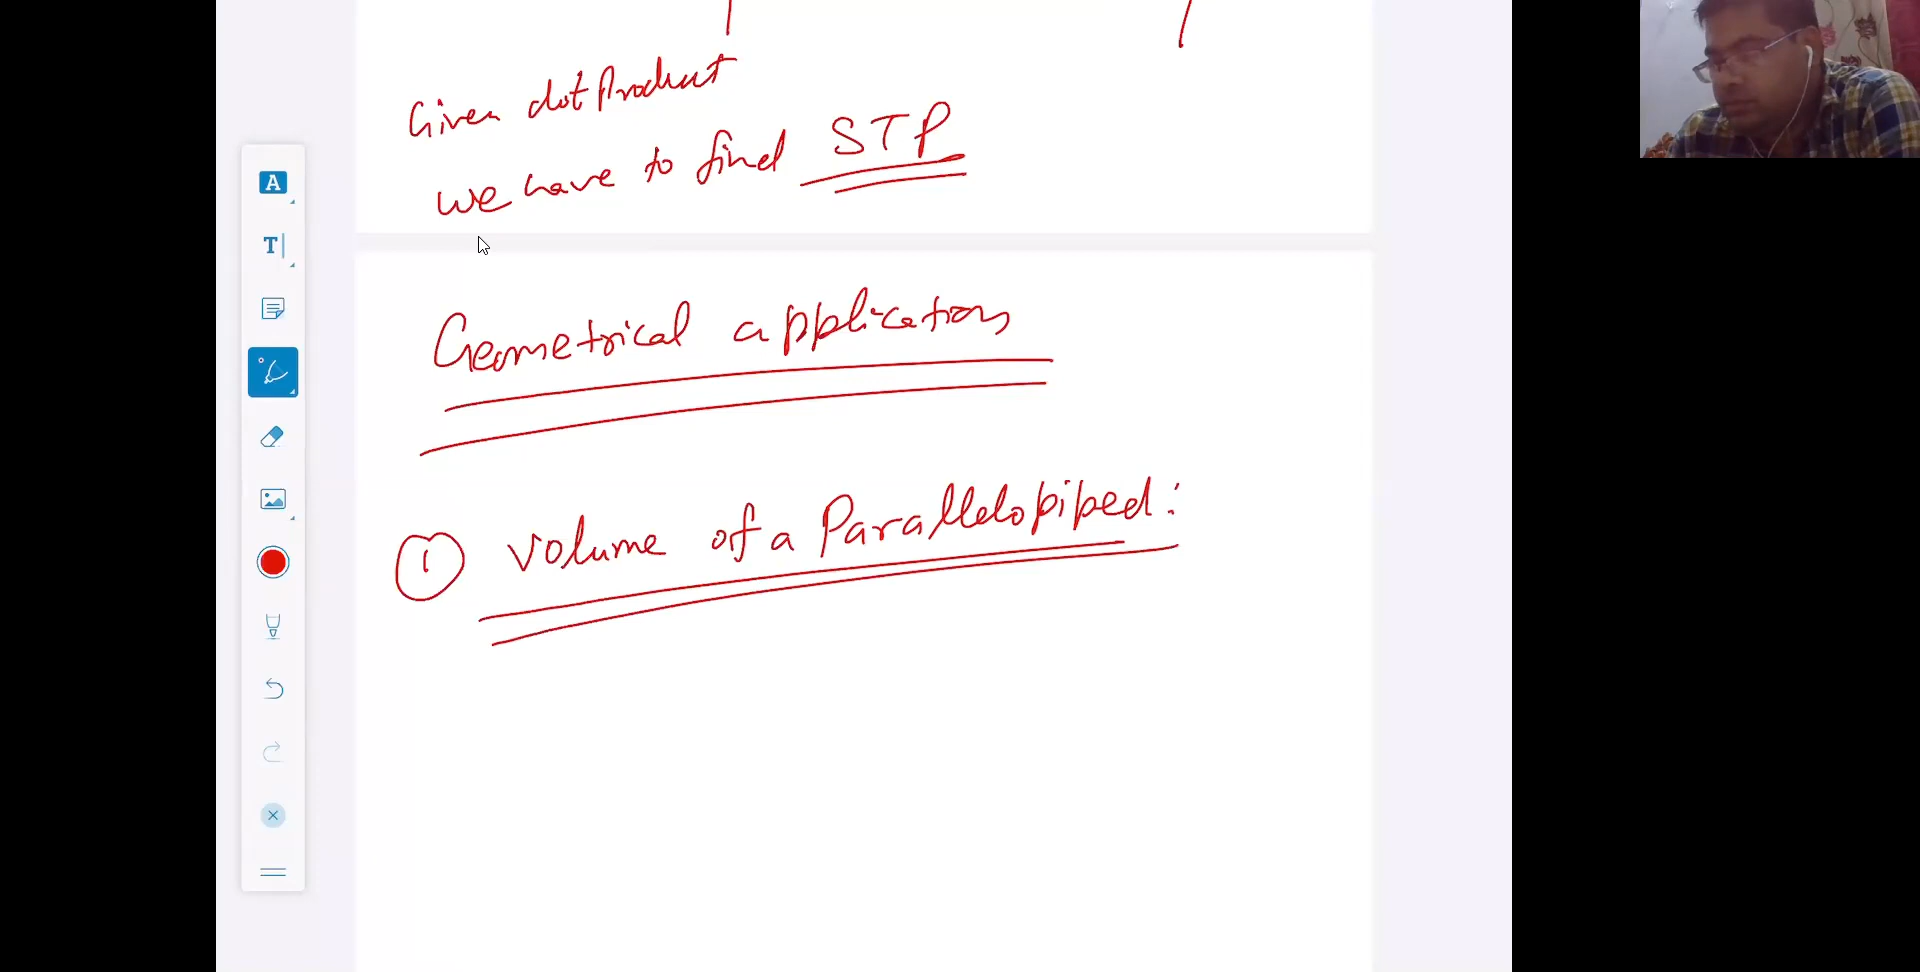 Given dot Product
we have to find STP
Geometrical applications
① volume of a Parallelopiped:
A
T